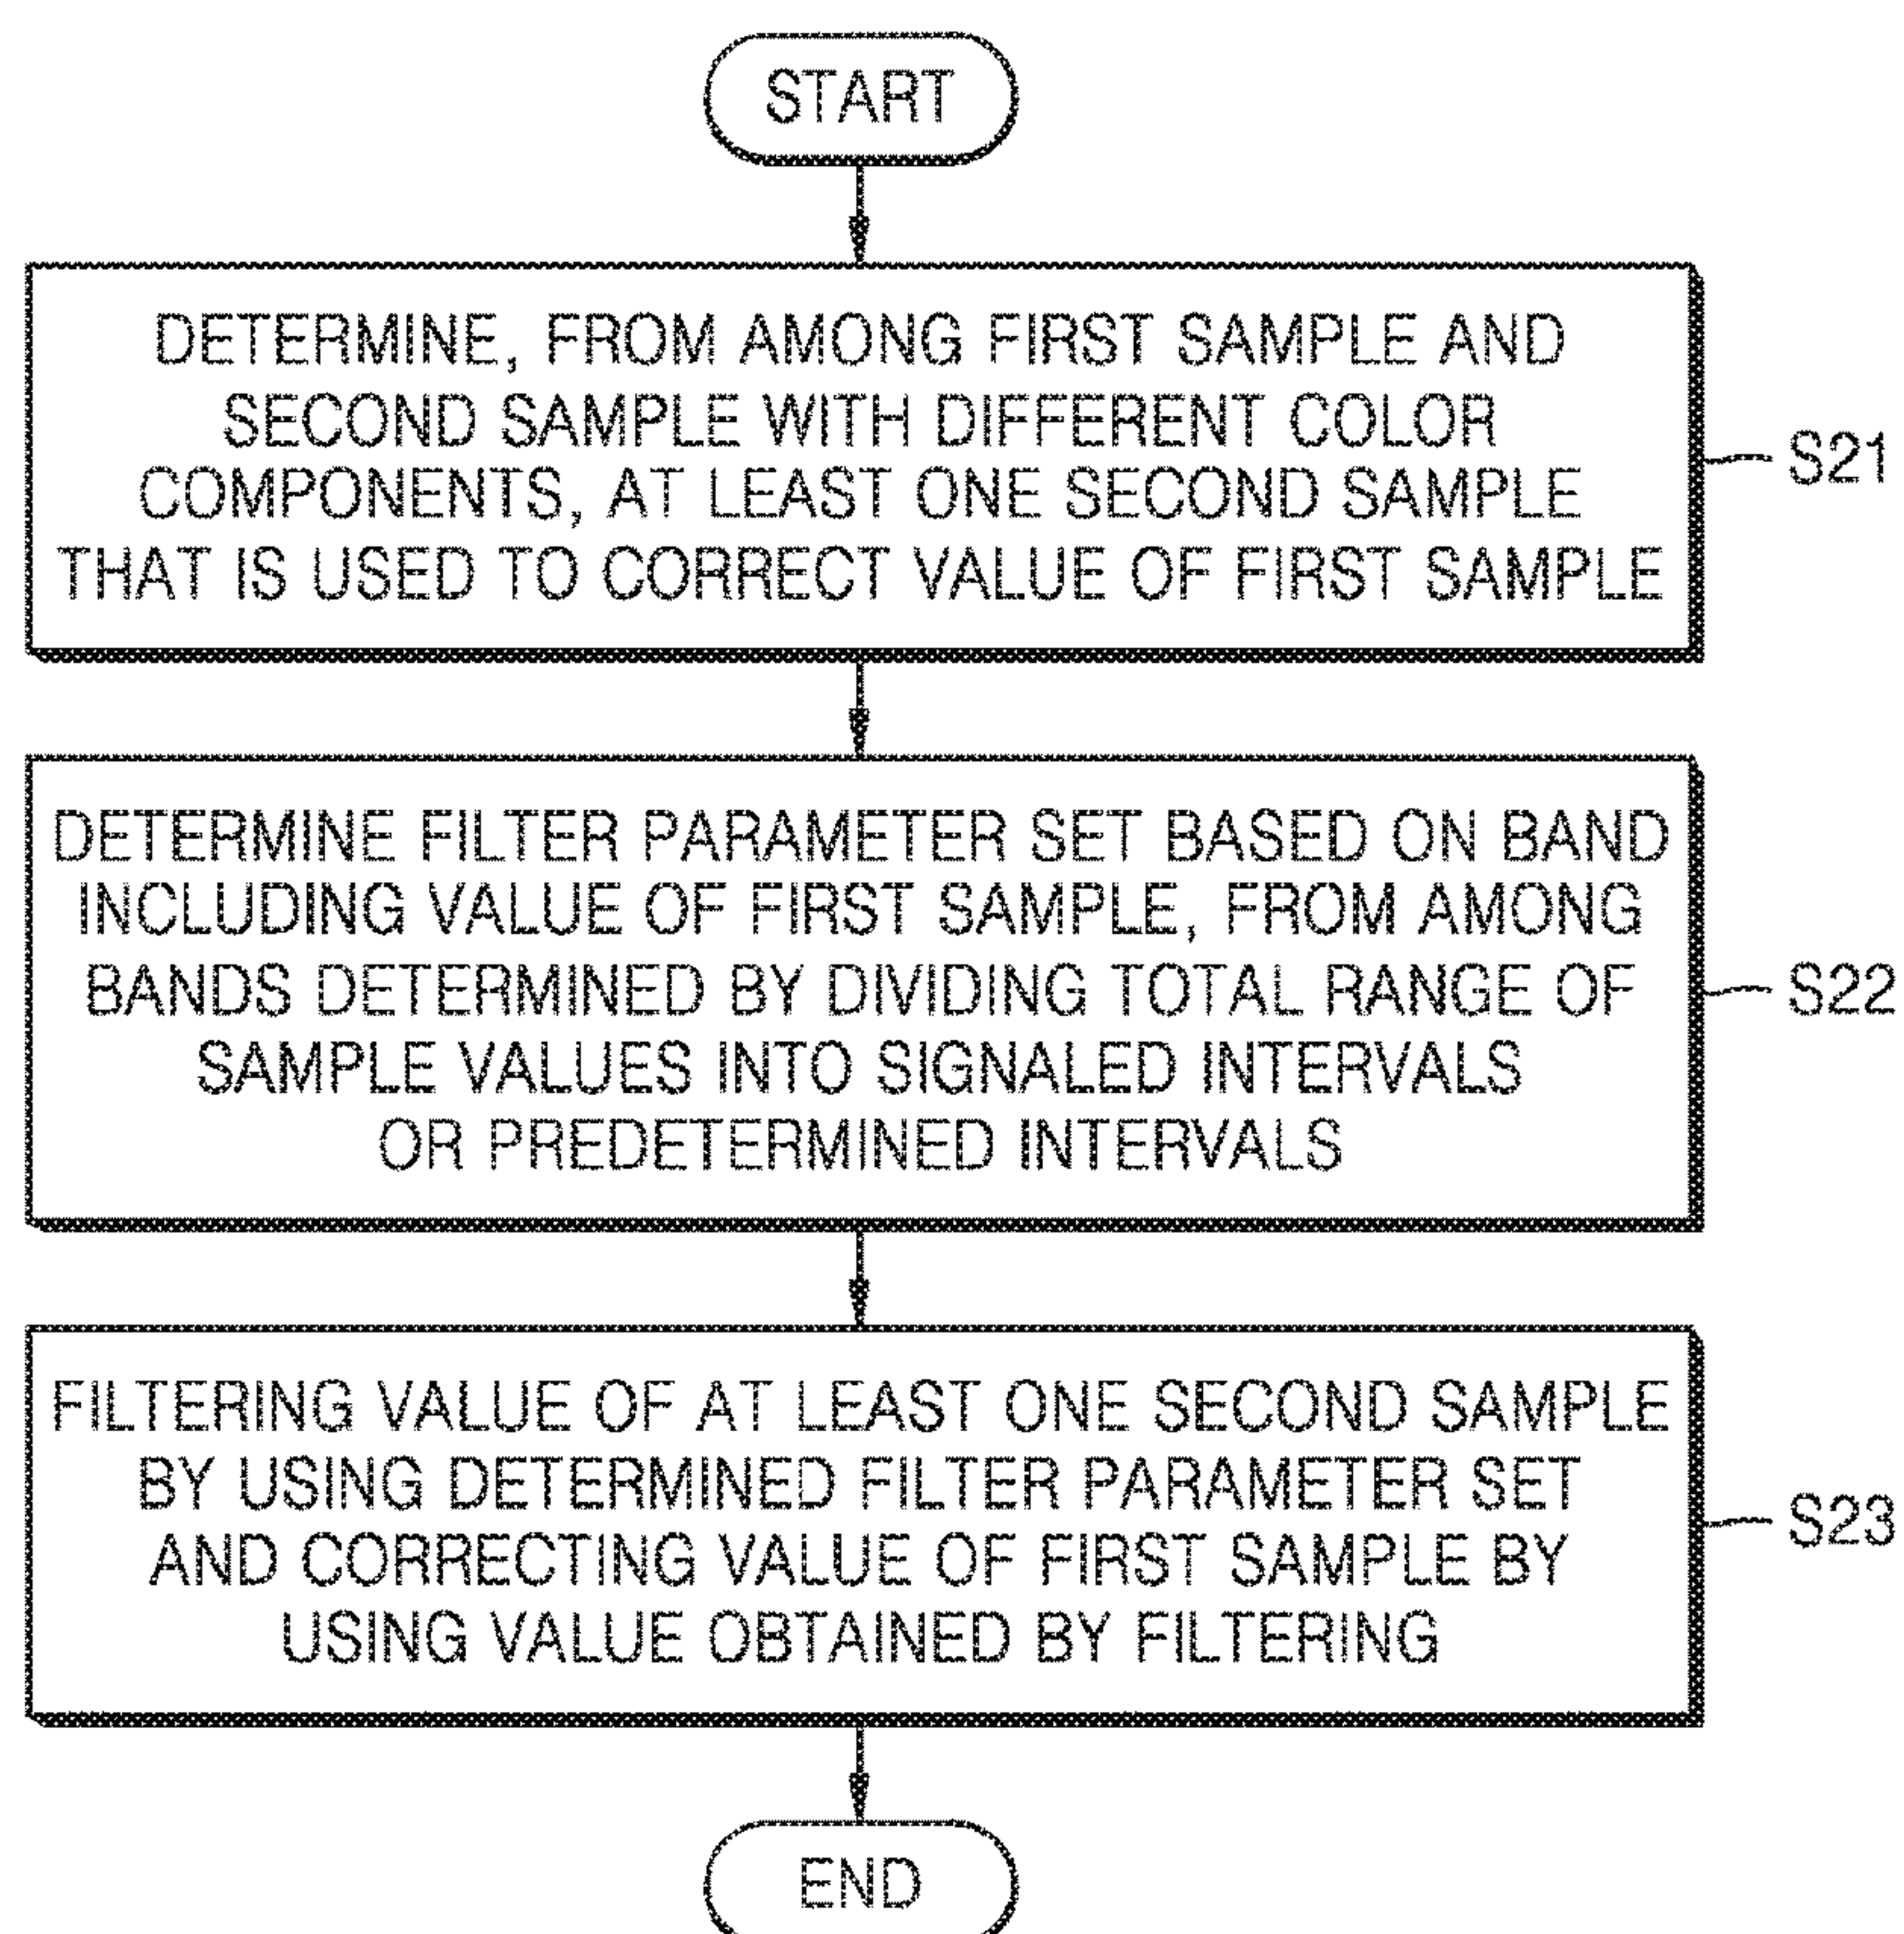 START
DETERMINE, FROM AMONG FIRST SAMPLE AND
SECOND SAMPLE WITH DIFFERENT COLOR
COMPONENTS, AT LEAST ONE SECOND SAMPLE
THAT IS USED TO CORRECT VALUE OF FIRST SAMPLE
S21
DETERMINE FILTER PARAMETER SET BASED ON BAND
INCLUDING VALUE OF FIRST SAMPLE, FROM AMONG
BANDS DETERMINED BY DIVIDING TOTAL RANGE OF
SAMPLE VALUES INTO SIGNALED INTERVALS
OR PREDETERMINED INTERVALS
S22
FILTERING VALUE OF AT LEAST ONE SECOND SAMPLE
BY USING DETERMINED FILTER PARAMETER SET
AND CORRECTING VALUE OF FIRST SAMPLE BY
USING VALUE OBTAINED BY FILTERING
S23
END